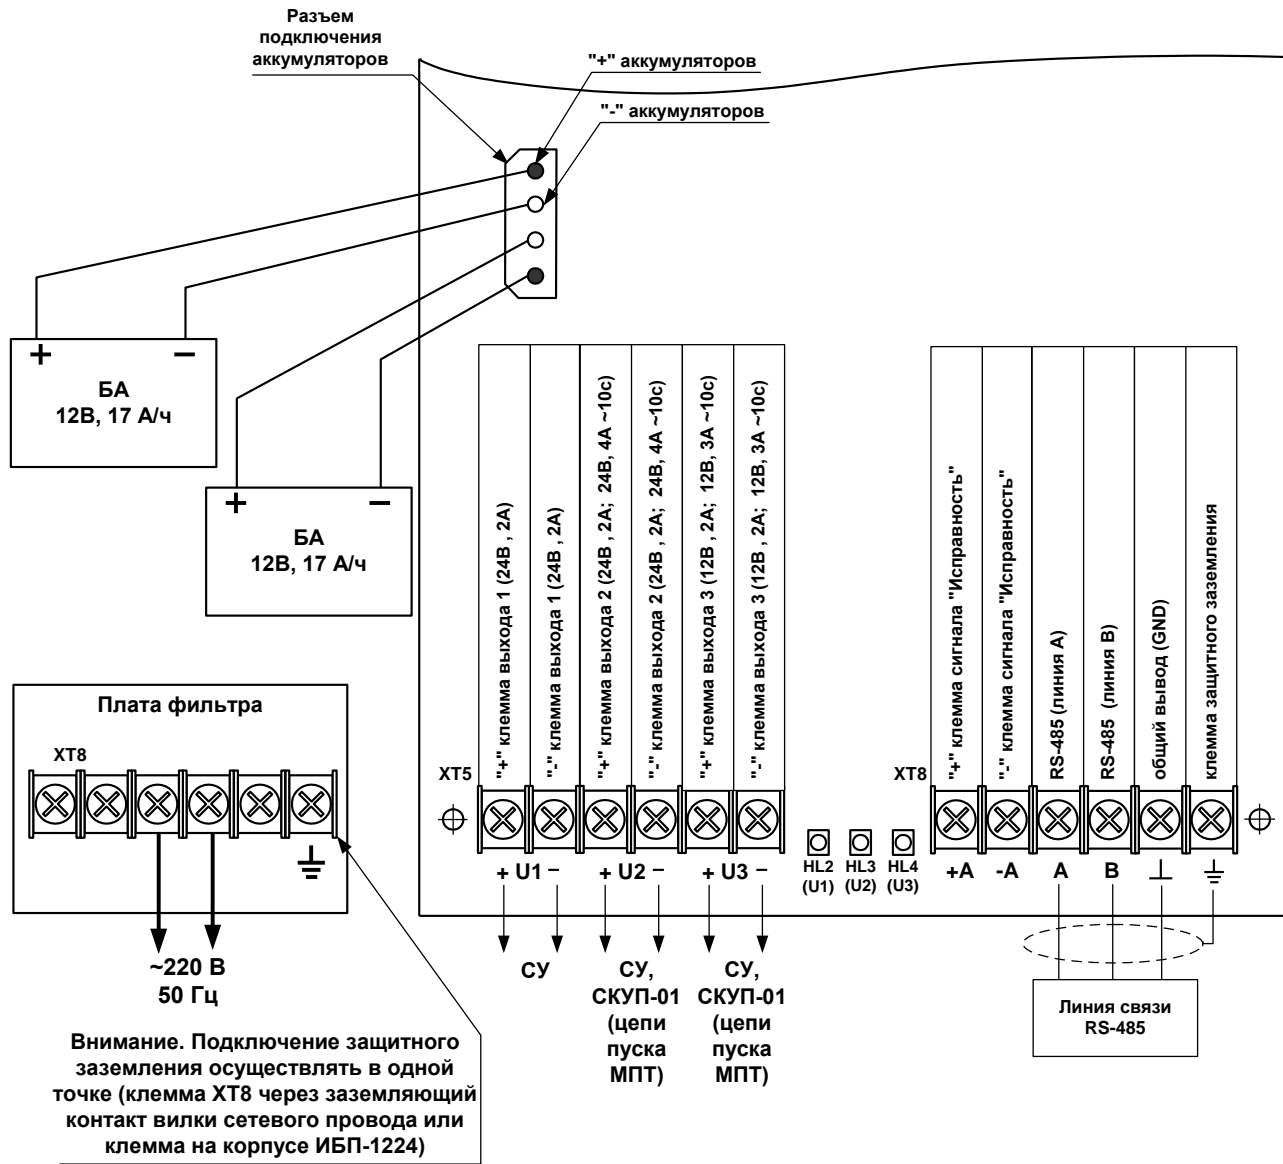 Разъем
подключения
аккумуляторов
"+" аккумуляторов
"-" аккумуляторов
+ −
БА
12В, 17 А/ч
+ −
БА
12В, 17 А/ч
"+" клемма выхода 1 (24В , 2А)
"-" клемма выхода 1 (24В , 2А)
"+" клемма выхода 2 (24В , 2А; 24В, 4А ~10с)
"-" клемма выхода 2 (24В , 2А; 24В, 4А ~10с)
"+" клемма выхода 3 (12В , 2А; 12В, 3А ~10с)
"-" клемма выхода 3 (12В , 2А; 12В, 3А ~10с)
"+" клемма сигнала "Исправность"
"-" клемма сигнала "Исправность"
RS-485 (линия А)
RS-485 (линия В)
общий вывод (GND)
клемма защитного заземления
Плата фильтра
XT8
XT5
XT8
+ U1 −
+ U2 −
+ U3 −
HL2
(U1)
HL3
(U2)
HL4
(U3)
+A
-A
A
B
СУ
СУ,
СКУП-01
(цепи
пуска
МПТ)
СУ,
СКУП-01
(цепи
пуска
МПТ)
Линия связи
RS-485
~220 В
50 Гц
Внимание. Подключение защитного
заземления осуществлять в одной
точке (клемма XT8 через заземляющий
контакт вилки сетевого провода или
клемма на корпусе ИБП-1224)